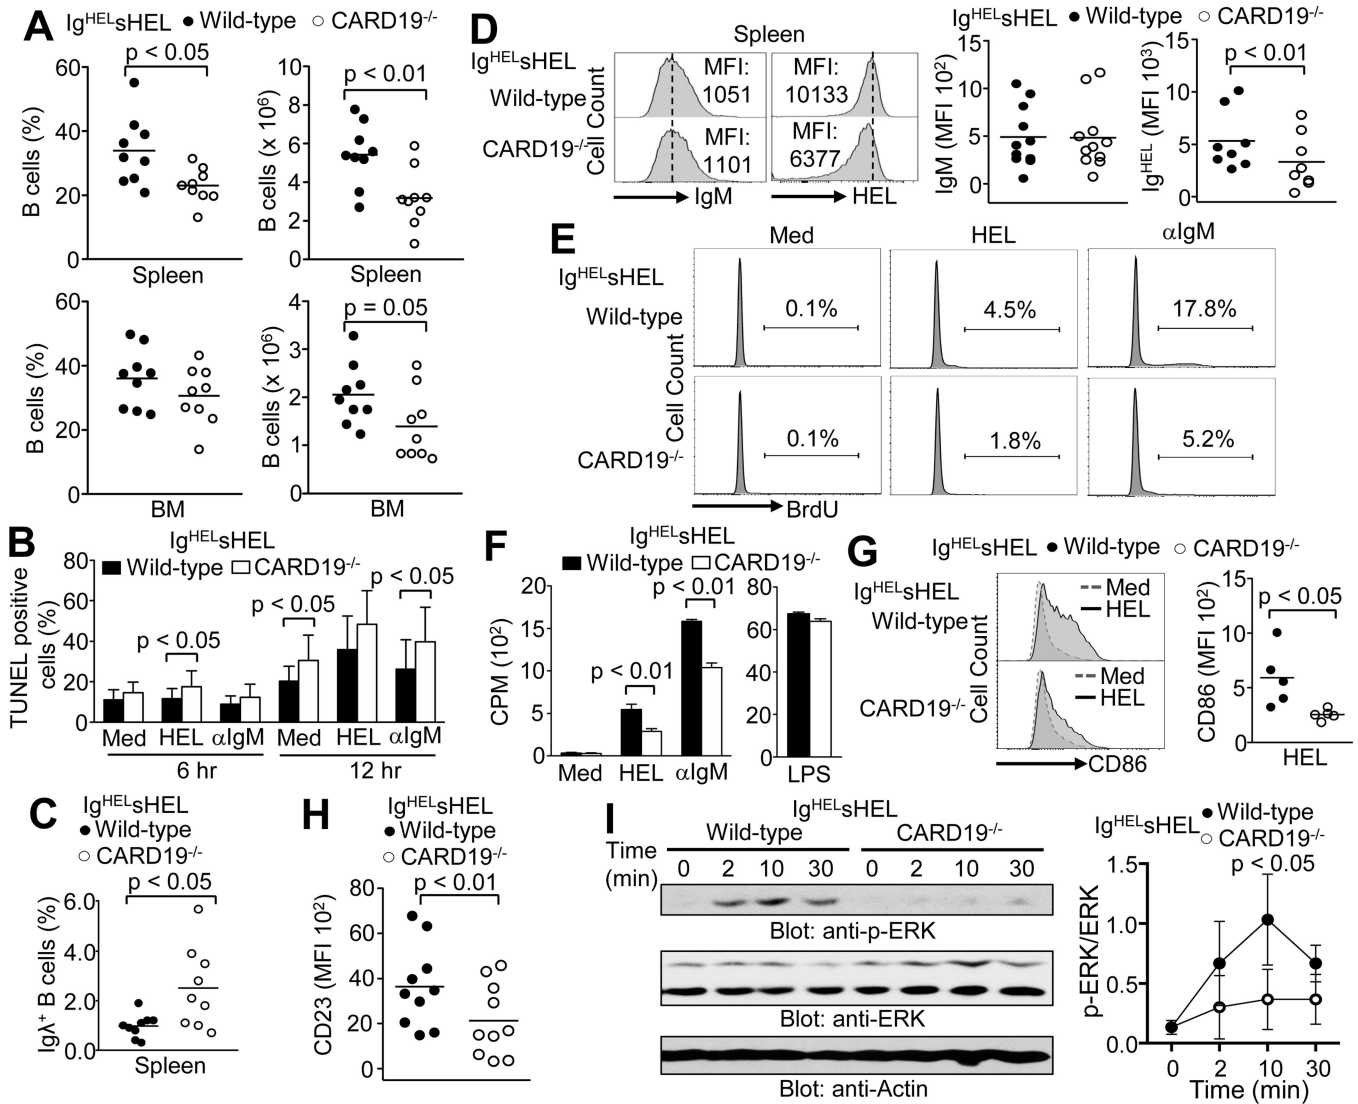 A
Ig^HEL sHEL ● Wild-type ○ CARD19-/-
p < 0.05
B cells (%)
60
40
20
0
Spleen
p < 0.01
B cells (x 10^6)
10
8
6
4
2
0
Spleen
B cells (%)
60
40
20
0
BM
p = 0.05
B cells (x 10^6)
4
3
2
1
0
BM
B
Ig^HEL sHEL
Wild-type CARD19-/-
TUNEL positive
cells (%)
80
60
40
20
0
p < 0.05
p < 0.05
p < 0.05
Med HEL αIgM Med HEL αIgM
6 hr 12 hr
C
Ig^HEL sHEL
● Wild-type
○ CARD19-/-
p < 0.05
Igλ+ B cells (%)
6.0
4.0
2.0
0.0
Spleen
D
Spleen
Ig^HEL sHEL
Wild-type
CARD19-/-
Cell Count
MFI:
1051
MFI:
10133
MFI:
1101
MFI:
6377
IgM
HEL
Ig^HEL sHEL ● Wild-type ○ CARD19-/-
IgM (MFI 10^2)
15
10
5
0
Ig^HEL (MFI 10^3)
15
10
5
0
p < 0.01
E
Med HEL αIgM
Ig^HEL sHEL
Wild-type
CARD19-/-
Cell Count
0.1% 4.5% 17.8%
0.1% 1.8% 5.2%
BrdU
F
Ig^HEL sHEL
Wild-type CARD19-/-
CPM (10^2)
20
15
10
5
0
p < 0.01
p < 0.01
Med HEL αIgM
80
60
40
20
0
LPS
G
Ig^HEL sHEL ● Wild-type ○ CARD19-/-
Ig^HEL sHEL
Wild-type
CARD19-/-
Cell Count
Med
HEL
Med
HEL
CD86
CD86 (MFI 10^2)
15
10
5
0
p < 0.05
HEL
H
Ig^HEL sHEL
● Wild-type
○ CARD19-/-
p < 0.01
CD23 (MFI 10^2)
80
60
40
20
0
I
Ig^HEL sHEL
Wild-type CARD19-/-
Time
(min)
0 2 10 30 0 2 10 30
Blot: anti-p-ERK
Blot: anti-ERK
Blot: anti-Actin
Ig^HEL sHEL ● Wild-type
○ CARD19-/-
p < 0.05
p-ERK/ERK
1.5
1.0
0.5
0.0
0 2 10 30
Time (min)